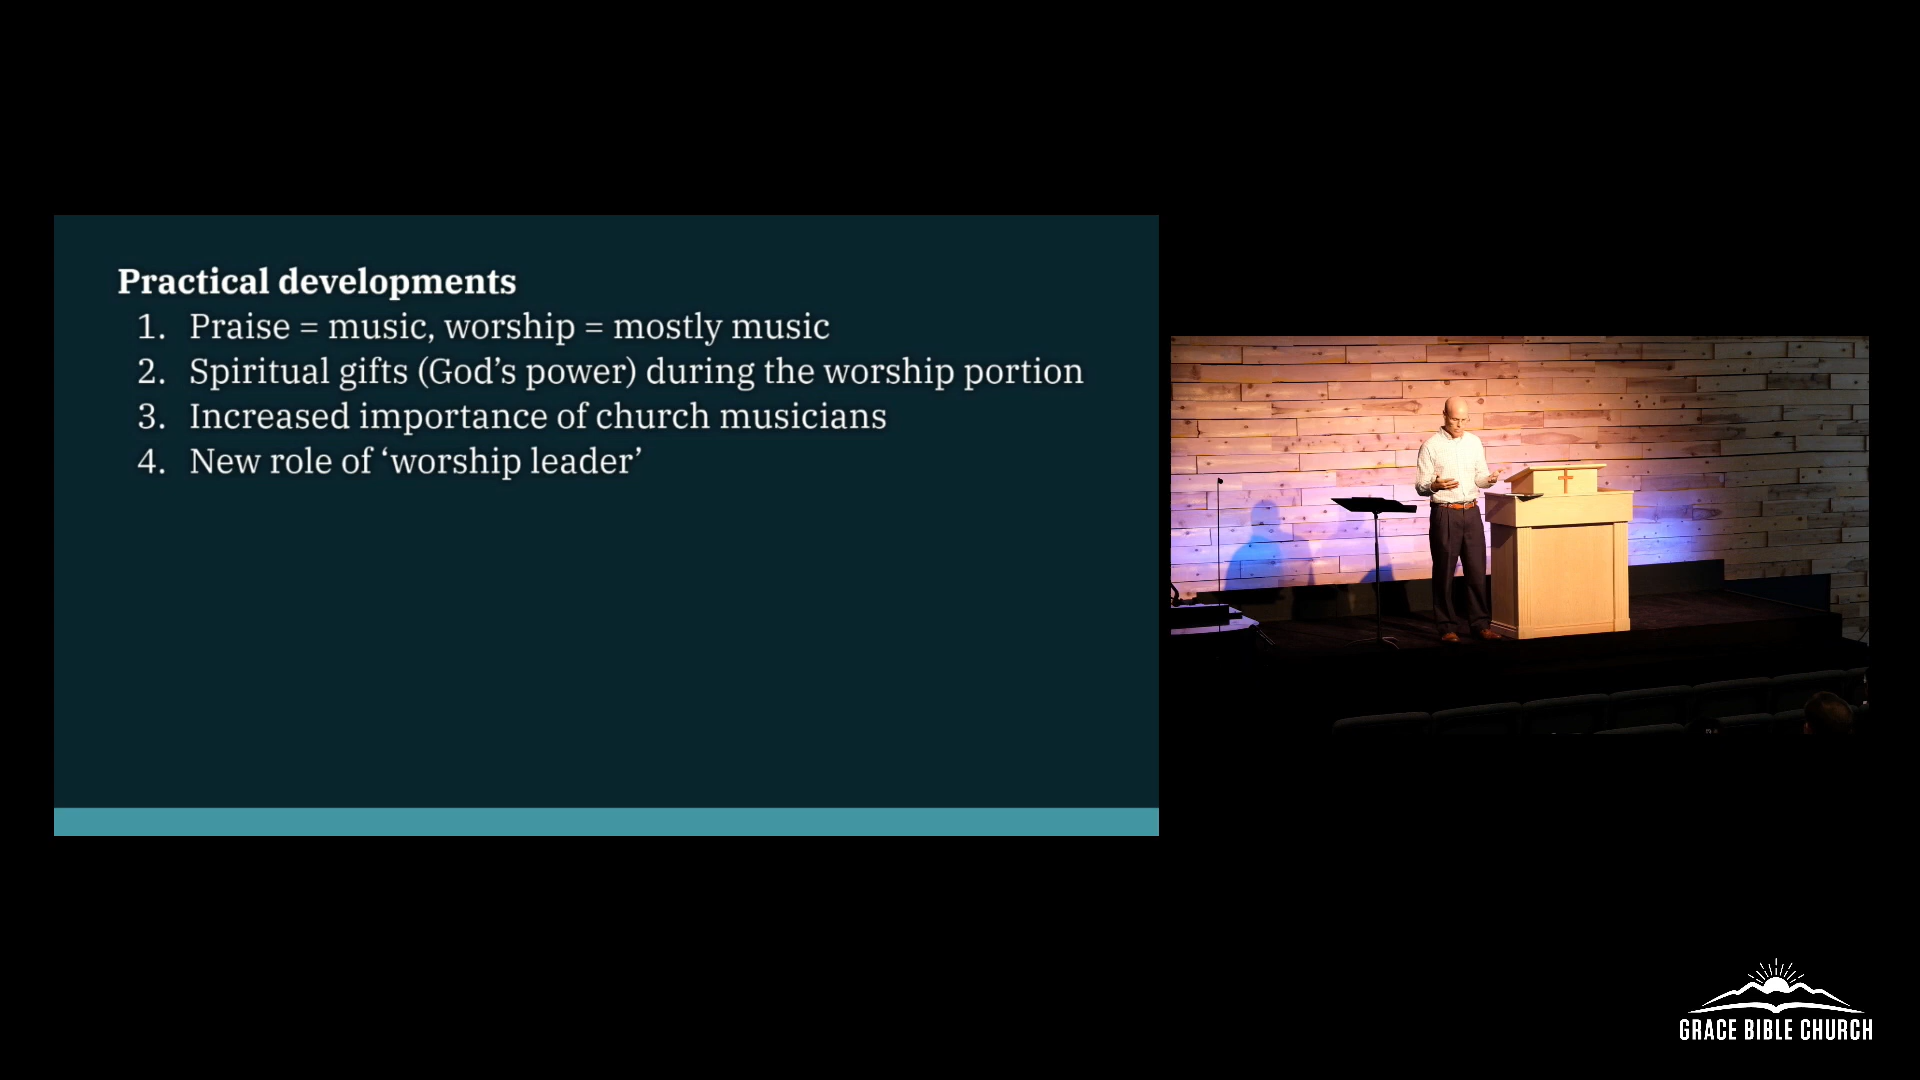 Practical developments
1. Praise = music, worship = mostly music
2. Spiritual gifts (God’s power) during the worship portion
3. Increased importance of church musicians
4. New role of ‘worship leader’
GRACE BIBLE CHURCH